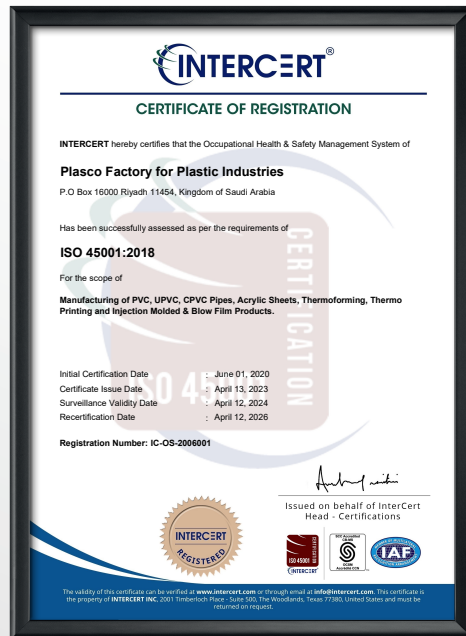 INTERCERT®
CERTIFICATE OF REGISTRATION
INTERCERT hereby certifies that the Occupational Health & Safety Management System of
Plasco Factory for Plastic Industries
P.O Box 16000 Riyadh 11454, Kingdom of Saudi Arabia
Has been successfully assessed as per the requirements of
ISO 45001:2018
For the scope of
Manufacturing of PVC, UPVC, CPVC Pipes, Acrylic Sheets, Thermoforming, Thermo
Printing and Injection Molded & Blow Film Products.
CERTIFICATION
ISO 45001
Initial Certification Date : June 01, 2020
Certificate Issue Date : April 13, 2023
Surveillance Validity Date : April 12, 2024
Recertification Date : April 12, 2026
Registration Number: IC-OS-2006001
Issued on behalf of InterCert
Head - Certifications
INTERCERT
REGISTERED
ISO 45001
CERTIFICATION
INTERCERT
IAF
The validity of this certificate can be verified at www.intercert.com or through email at info@intercert.com. This certificate is
the property of INTERCERT INC, 2001 Timberloch Place - Suite 500, The Woodlands, Texas 77380, United States and must be
returned on request.